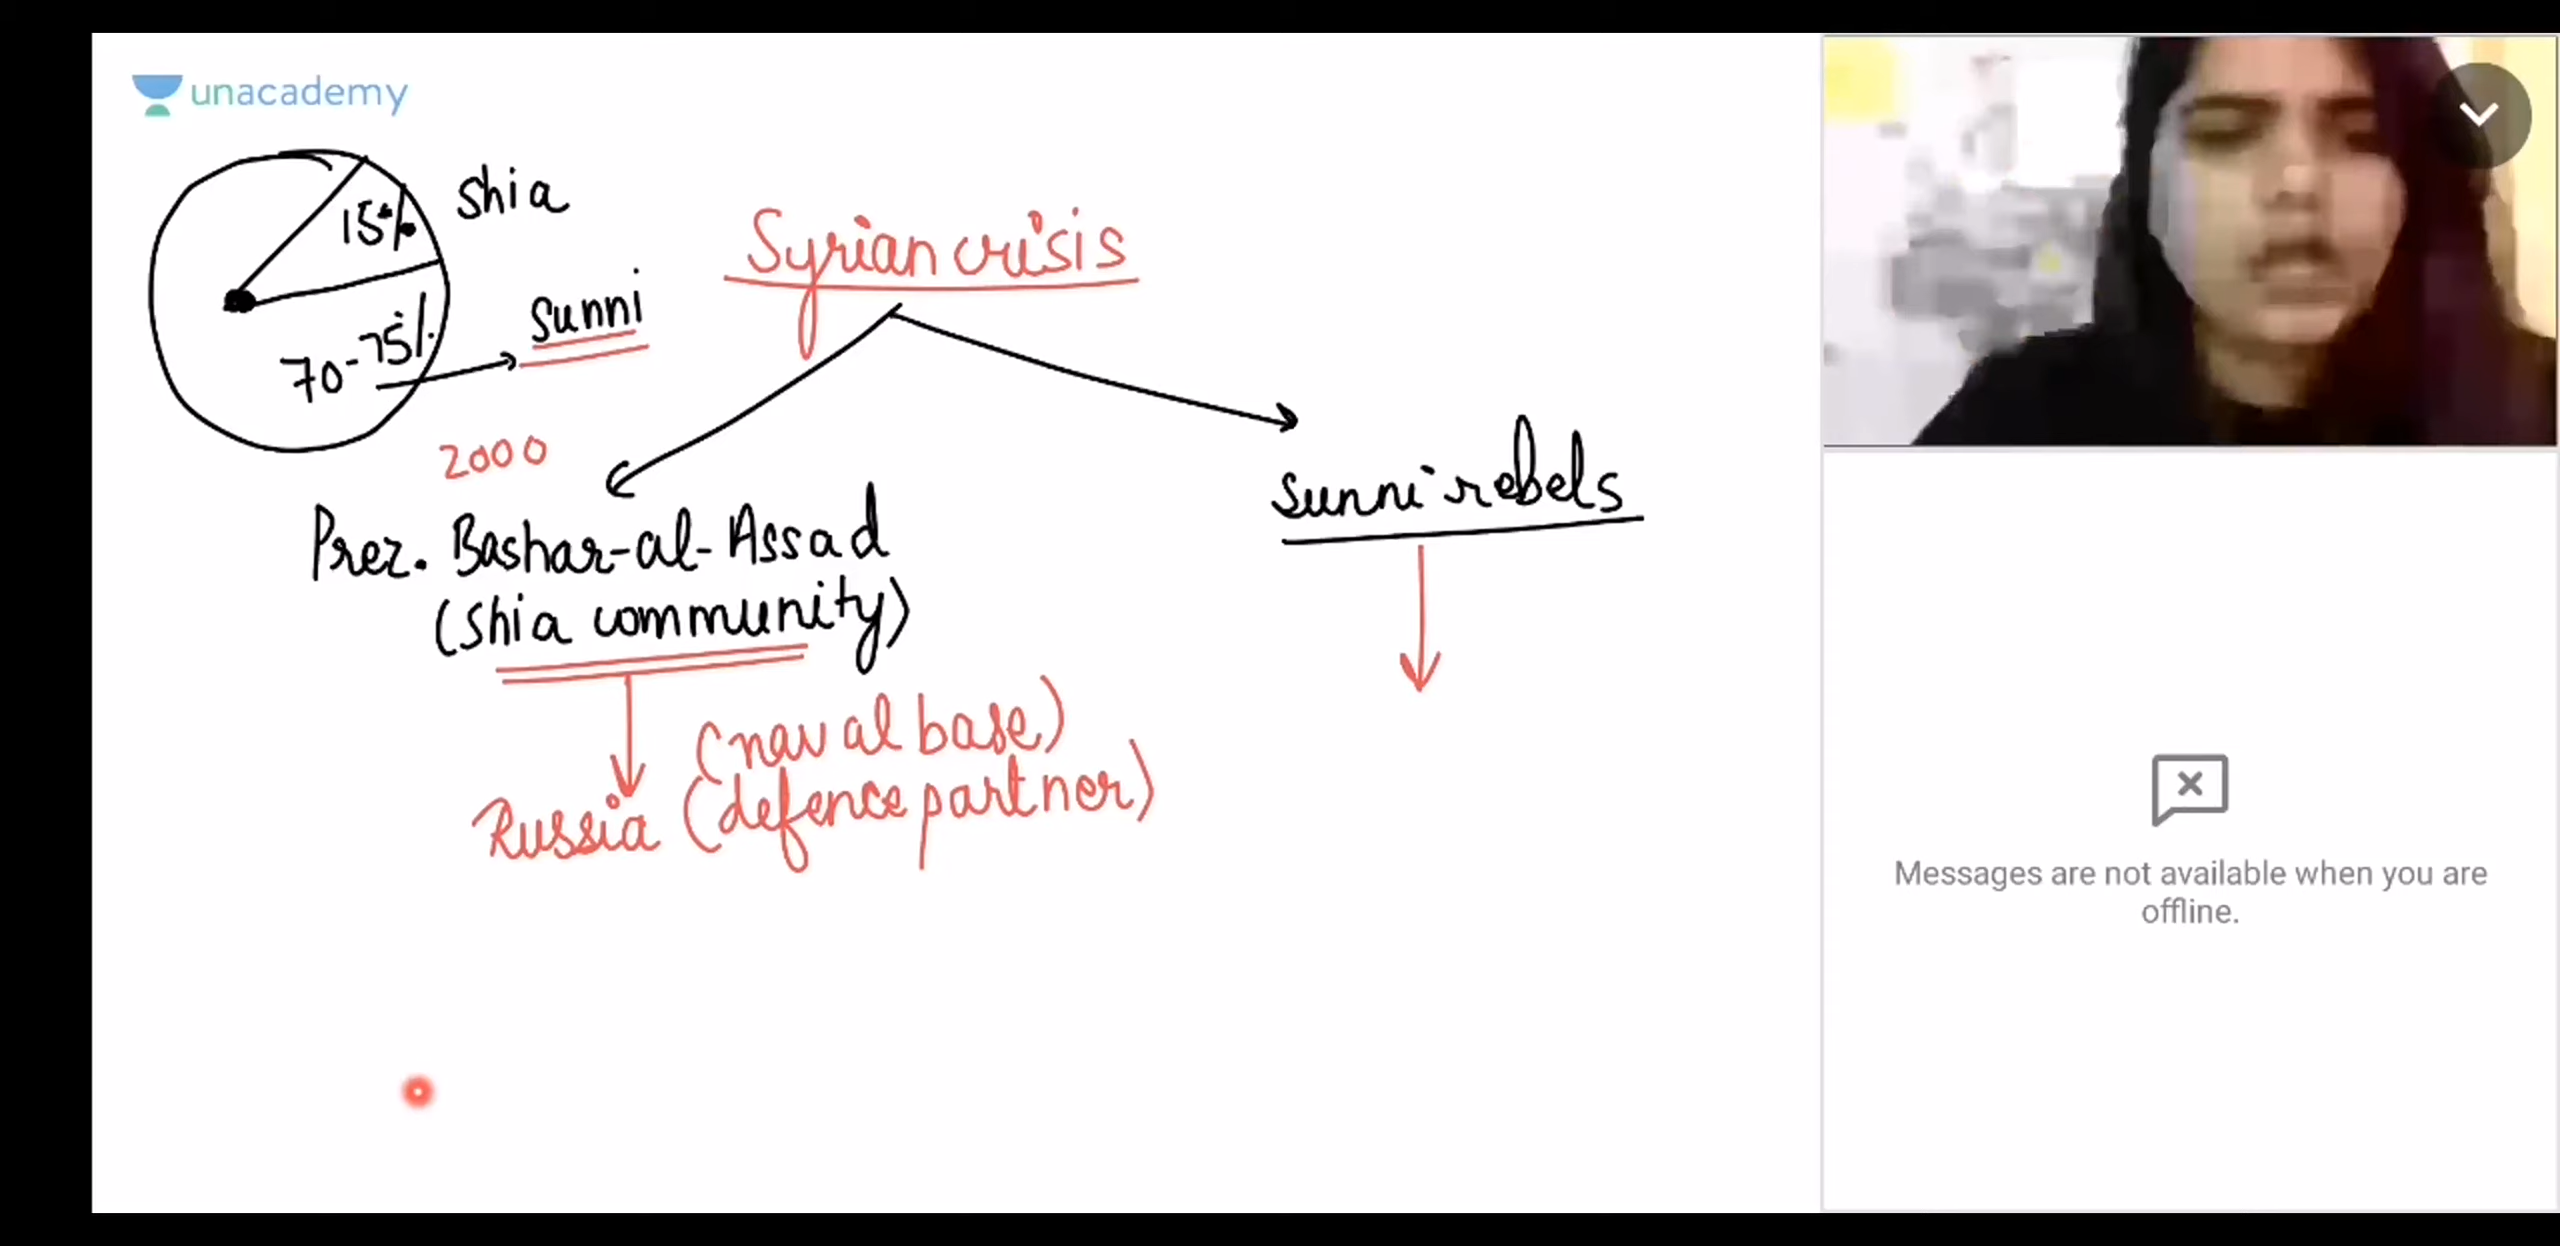 unacademy
15% Shia
70-75% Sunni
Syrian crisis
2000
Prez. Bashar-al-Assad
(Shia community)
Sunni rebels
(naval base)
Russia (defence partner)
Messages are not available when you are
offline.